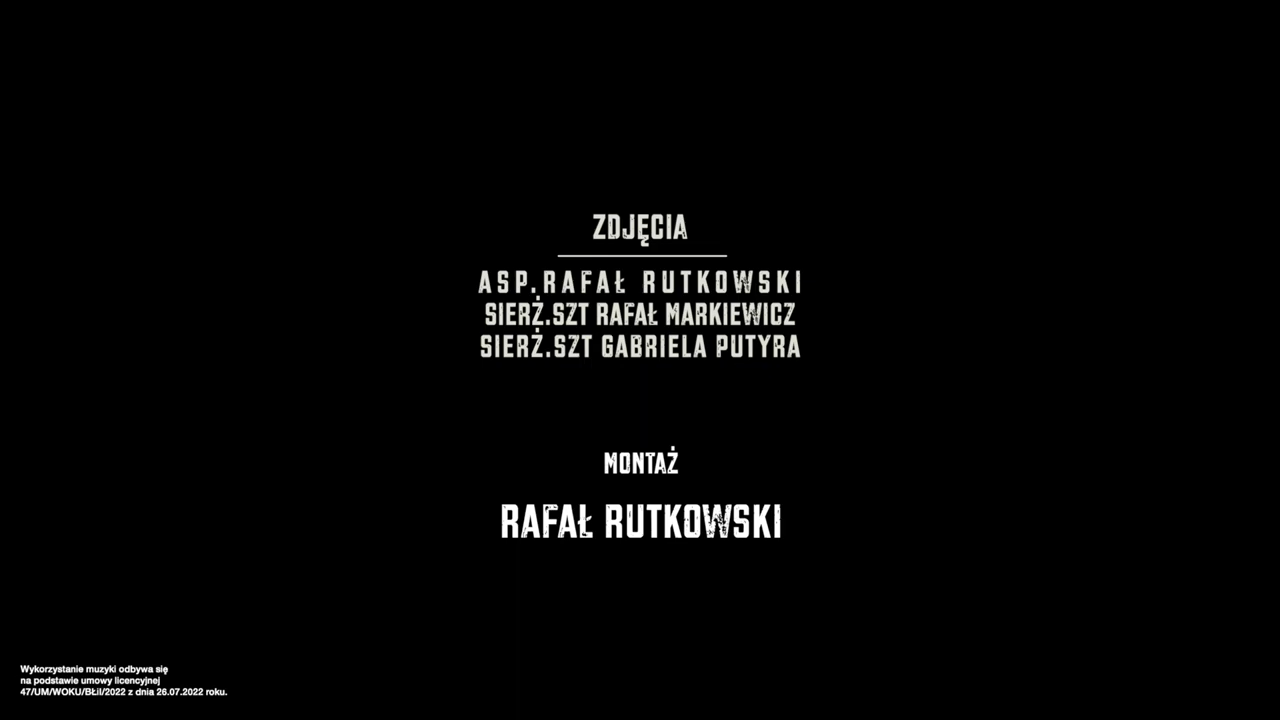 ZDJĘCIA
ASP.RAFAŁ RUTKOWSKI
SIERŻ.SZT RAFAŁ MARKIEWICZ
SIERŻ.SZT GABRIELA PUTYRA
MONTAŻ
RAFAŁ RUTKOWSKI
Wykorzystanie muzyki odbywa się
na podstawie umowy licencyjnej
47/UM/WOKU/BŁiI/2022 z dnia 26.07.2022 roku.